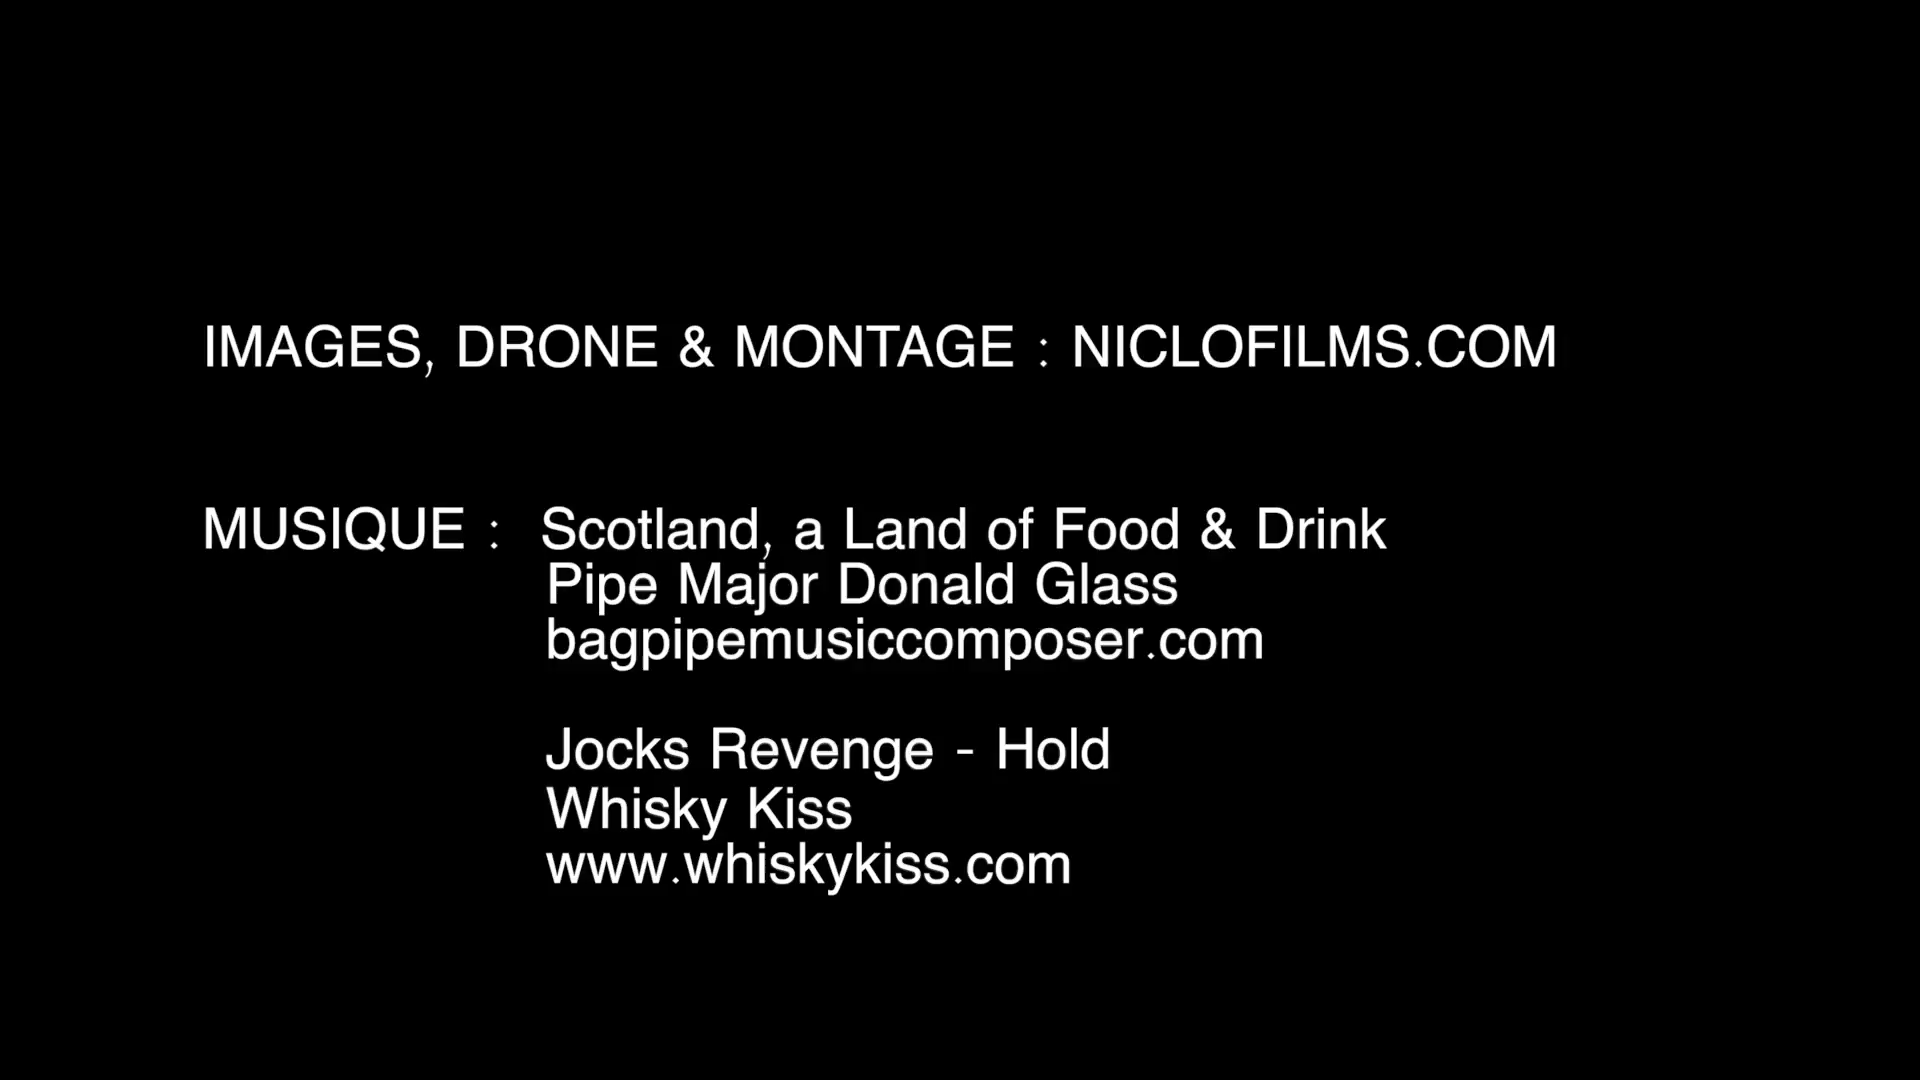 IMAGES, DRONE & MONTAGE : NICLOFILMS.COM
MUSIQUE : Scotland, a Land of Food & Drink
Pipe Major Donald Glass
bagpipemusiccomposer.com
Jocks Revenge - Hold
Whisky Kiss
www.whiskykiss.com